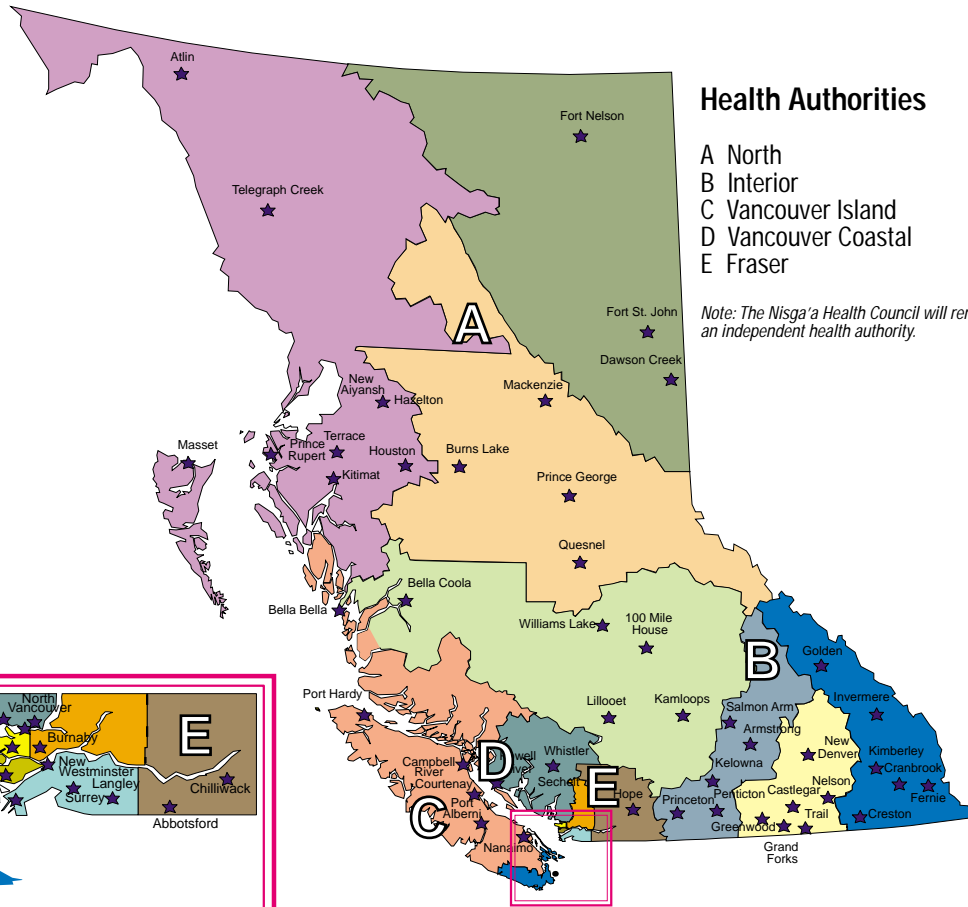 Health Authorities
A North
B Interior
C Vancouver Island
D Vancouver Coastal
E Fraser
Note: The Nisga'a Health Council will
an independent health authority.
Atlin
Fort Nelson
Telegraph Creek
A
Fort St. John
Dawson Creek
New
Aiyansh
Hazelton
Mackenzie
Masset
Prince
Rupert
Terrace
Houston
Burns Lake
Kitimat
Prince George
Quesnel
Bella Coola
Bella Bella
Williams Lake
100 Mile
House
B
Golden
Port Hardy
Lillooet
Kamloops
Salmon Arm
Invermere
Armstrong
New
Denver
Campbell
River
D
Whistler
Kelowna
Kimberley
Courtenay
Sechelt
E
Hope
Princeton
Penticton
Castlegar
Nelson
Cranbrook
Fernie
C
Port
Alberni
Greenwood
Trail
Creston
Nanaimo
Grand
Forks
North
Vancouver
E
Burnaby
New
Westminster
Langley
Surrey
Chilliwack
Abbotsford